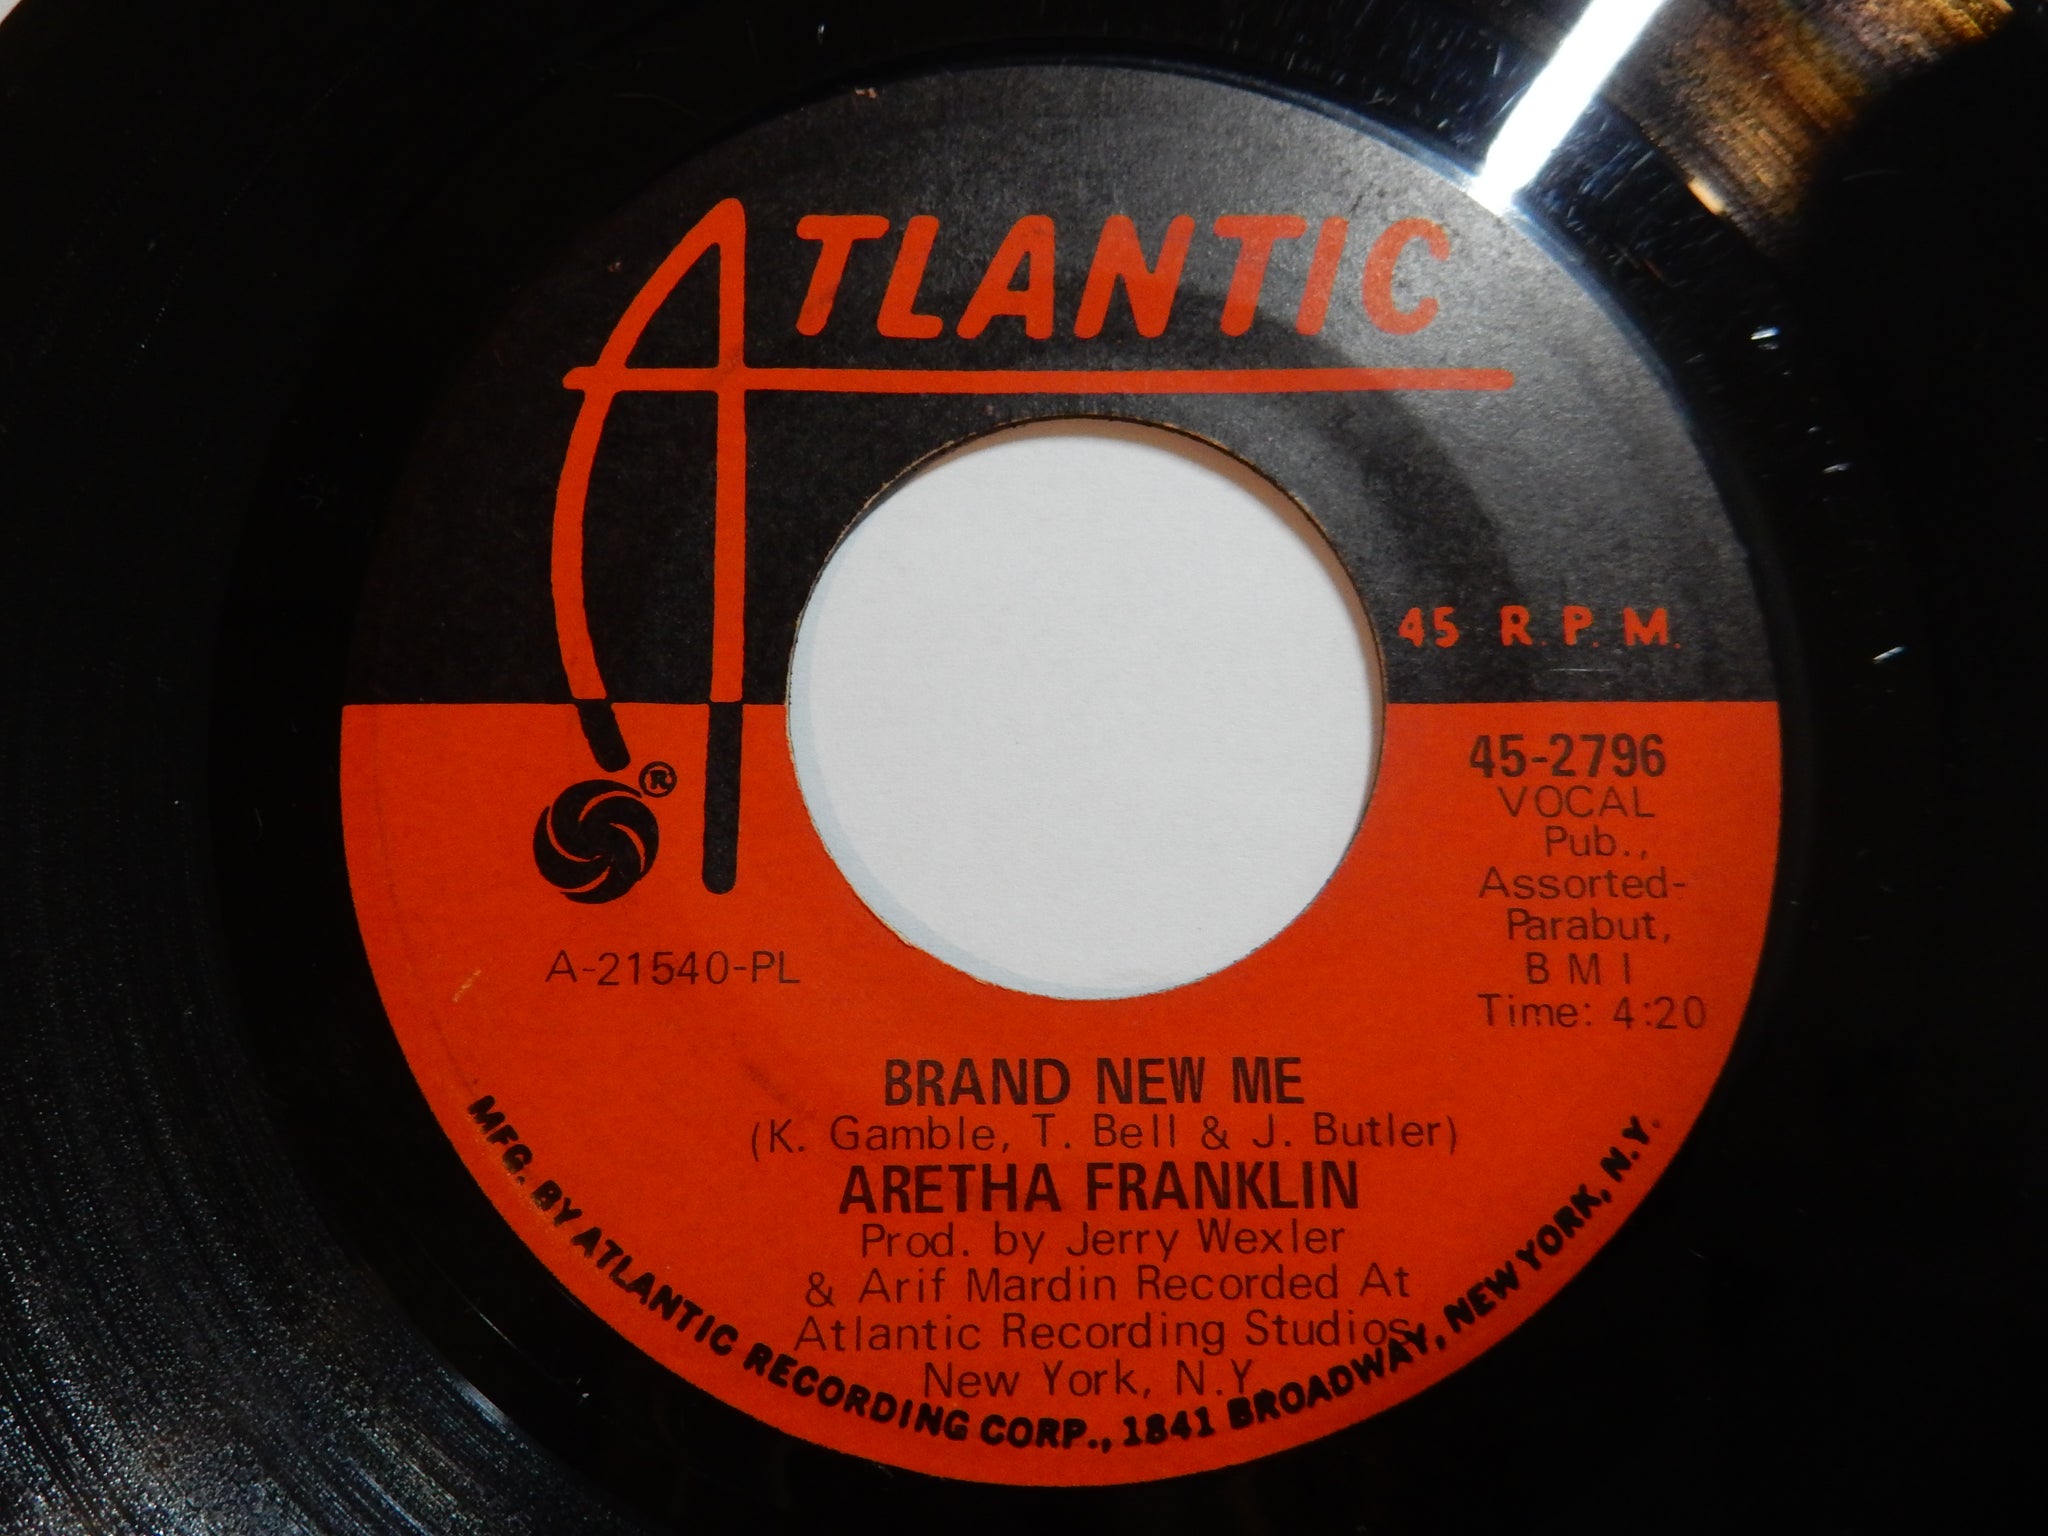 ATLANTIC
45 R.P.M.
®
45-2796
VOCAL
Pub.,
Assorted-
Parabut,
BMI
Time: 4:20
A-21540-PL
BRAND NEW ME
(K. Gamble, T. Bell & J. Butler)
ARETHA FRANKLIN
Prod. by Jerry Wexler
& Arif Mardin Recorded At
Atlantic Recording Studios
New York, N.Y
MFG. BY ATLANTIC RECORDING CORP., 1841 BROADWAY, NEW YORK, N.Y.